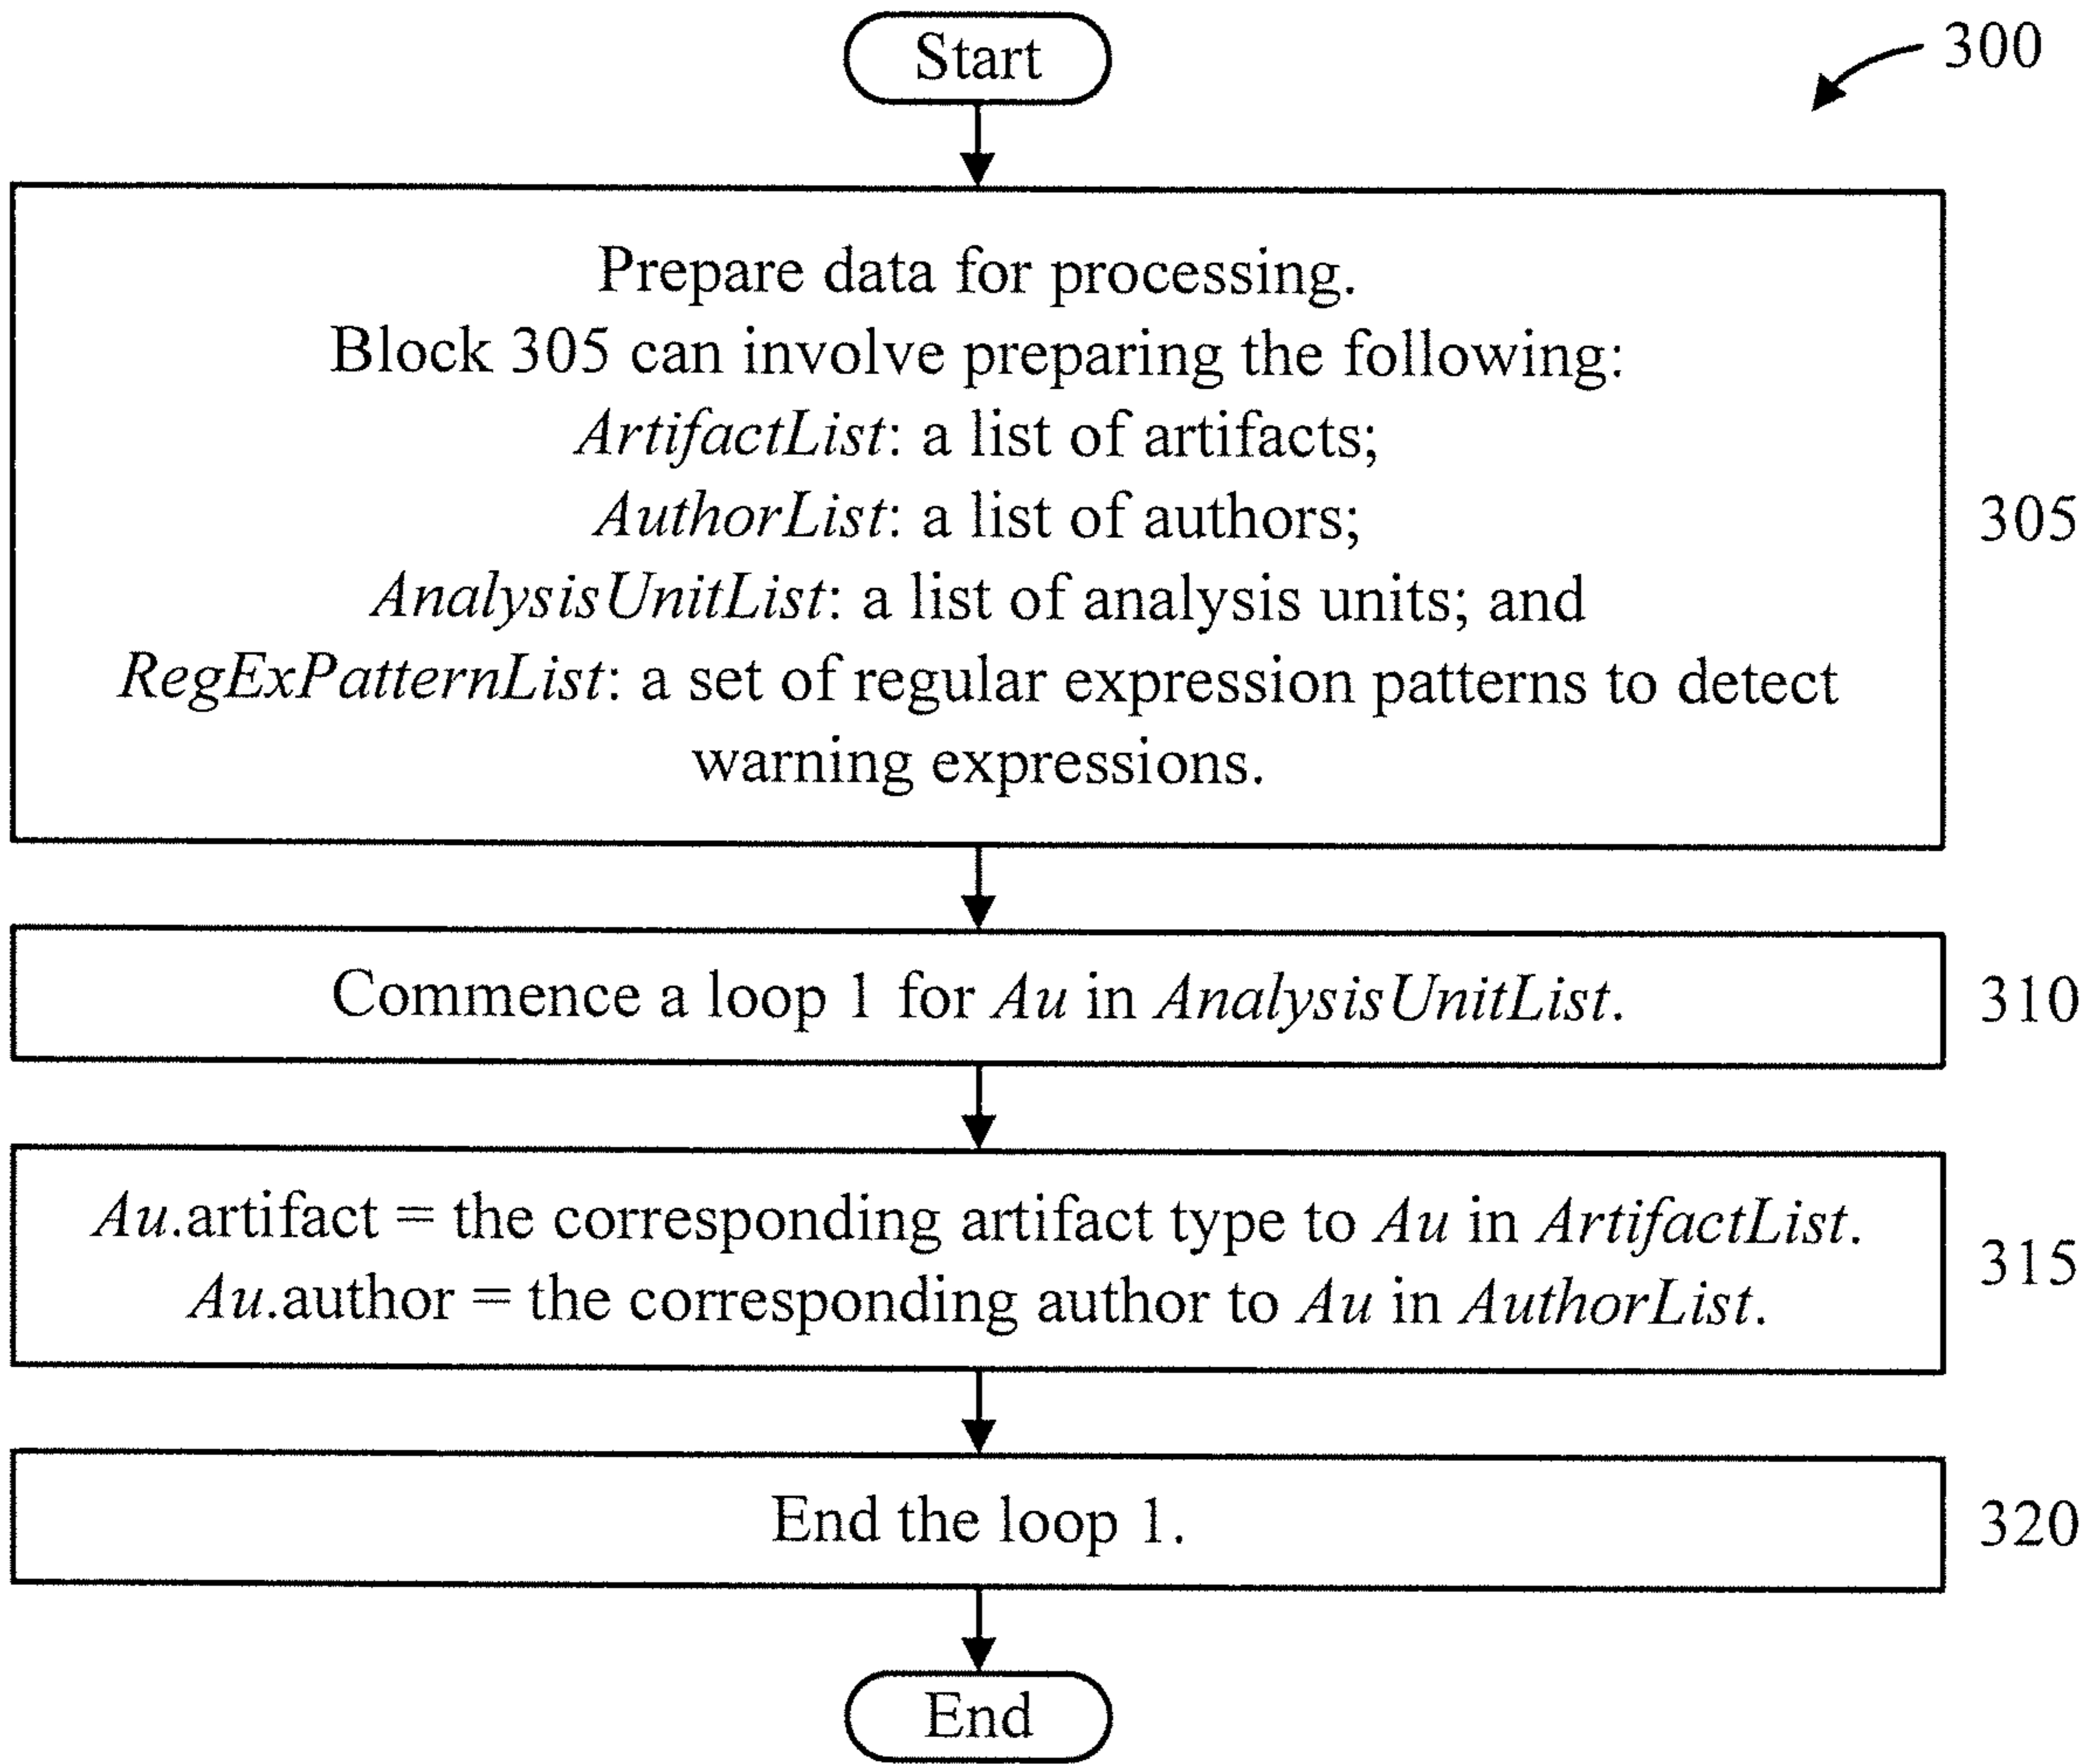 Start
300
Prepare data for processing.
Block 305 can involve preparing the following:
ArtifactList: a list of artifacts;
AuthorList: a list of authors;
305
AnalysisUnitList: a list of analysis units; and
RegExPatternList: a set of regular expression patterns to detect
warning expressions.
Commence a loop 1 for Au in AnalysisUnitList.
310
Au.artifact = the corresponding artifact type to Au in ArtifactList.
315
Au.author = the corresponding author to Au in AuthorList.
End the loop 1.
320
End